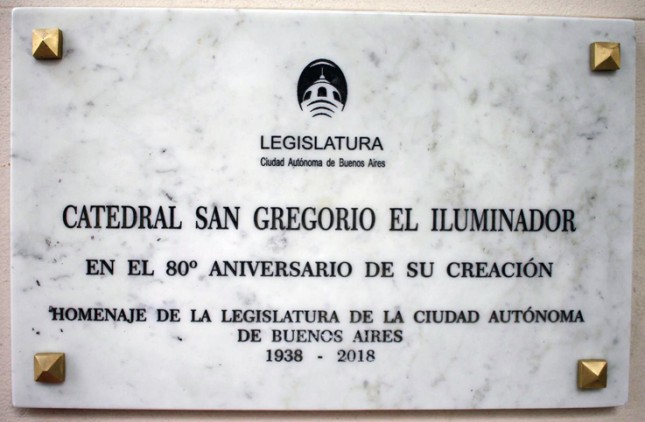 LEGISLATURA
Ciudad Autónoma de Buenos Aires
CATEDRAL SAN GREGORIO EL ILUMINADOR
EN EL 80º ANIVERSARIO DE SU CREACIÓN
HOMENAJE DE LA LEGISLATURA DE LA CIUDAD AUTÓNOMA
DE BUENOS AIRES
1938 - 2018